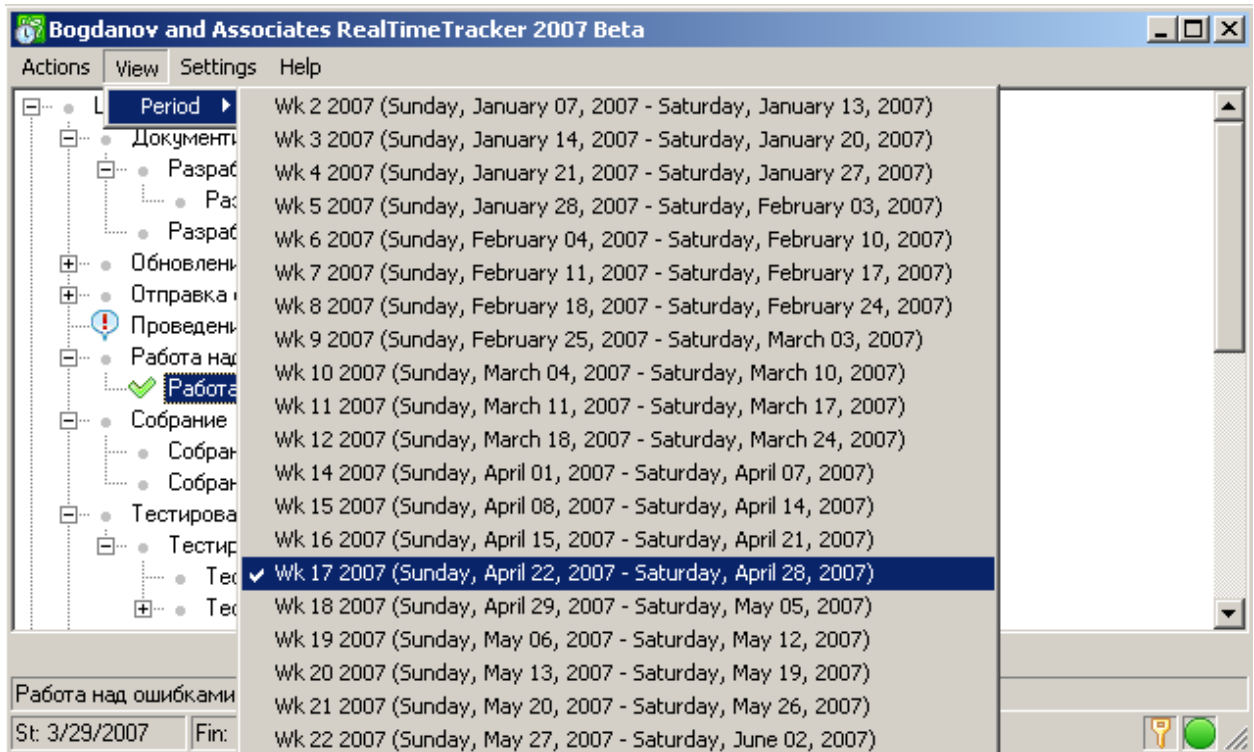 Bogdanov and Associates RealTimeTracker 2007 Beta
Actions View Settings Help
Period
Wk 2 2007 (Sunday, January 07, 2007 - Saturday, January 13, 2007)
Wk 3 2007 (Sunday, January 14, 2007 - Saturday, January 20, 2007)
Wk 4 2007 (Sunday, January 21, 2007 - Saturday, January 27, 2007)
Wk 5 2007 (Sunday, January 28, 2007 - Saturday, February 03, 2007)
Wk 6 2007 (Sunday, February 04, 2007 - Saturday, February 10, 2007)
Wk 7 2007 (Sunday, February 11, 2007 - Saturday, February 17, 2007)
Wk 8 2007 (Sunday, February 18, 2007 - Saturday, February 24, 2007)
Wk 9 2007 (Sunday, February 25, 2007 - Saturday, March 03, 2007)
Wk 10 2007 (Sunday, March 04, 2007 - Saturday, March 10, 2007)
Wk 11 2007 (Sunday, March 11, 2007 - Saturday, March 17, 2007)
Wk 12 2007 (Sunday, March 18, 2007 - Saturday, March 24, 2007)
Wk 14 2007 (Sunday, April 01, 2007 - Saturday, April 07, 2007)
Wk 15 2007 (Sunday, April 08, 2007 - Saturday, April 14, 2007)
Wk 16 2007 (Sunday, April 15, 2007 - Saturday, April 21, 2007)
Wk 17 2007 (Sunday, April 22, 2007 - Saturday, April 28, 2007)
Wk 18 2007 (Sunday, April 29, 2007 - Saturday, May 05, 2007)
Wk 19 2007 (Sunday, May 06, 2007 - Saturday, May 12, 2007)
Wk 20 2007 (Sunday, May 13, 2007 - Saturday, May 19, 2007)
Wk 21 2007 (Sunday, May 20, 2007 - Saturday, May 26, 2007)
Wk 22 2007 (Sunday, May 27, 2007 - Saturday, June 02, 2007)
Документ
Разраб
Раз
Разраб
Обновлени
Отправка
Проведени
Работа над
Работа
Собрание
Собран
Собран
Тестирова
Тестир
Тес
Тес
Работа над ошибками
St: 3/29/2007 Fin: